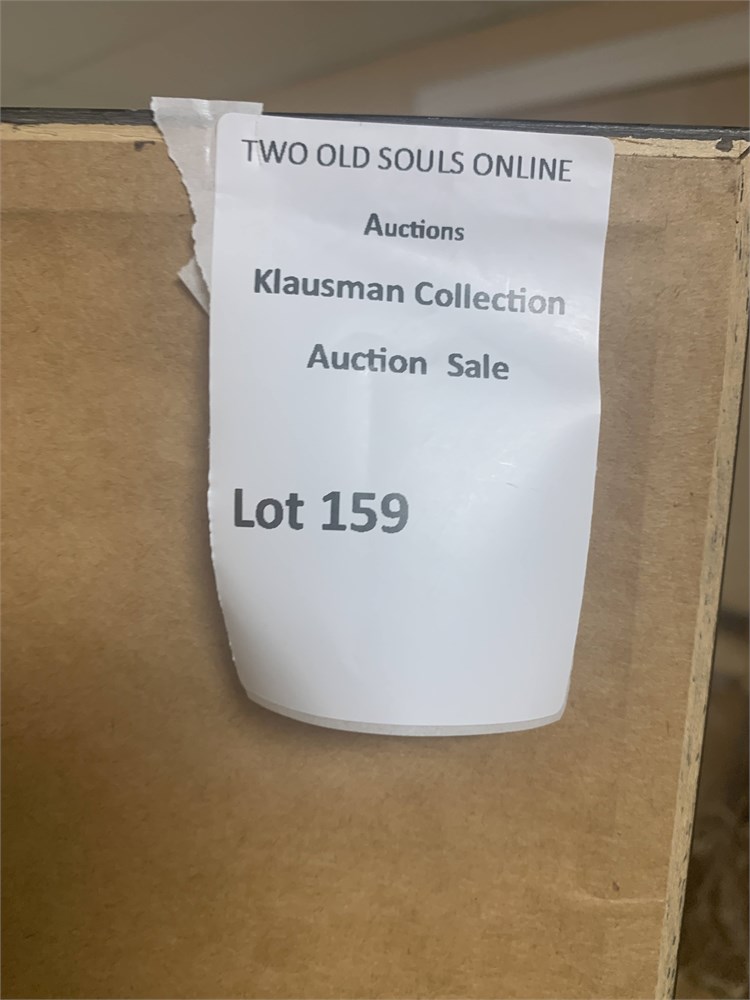 TWO OLD SOULS ONLINE
Auctions
Klausman Collection
Auction Sale
Lot 159